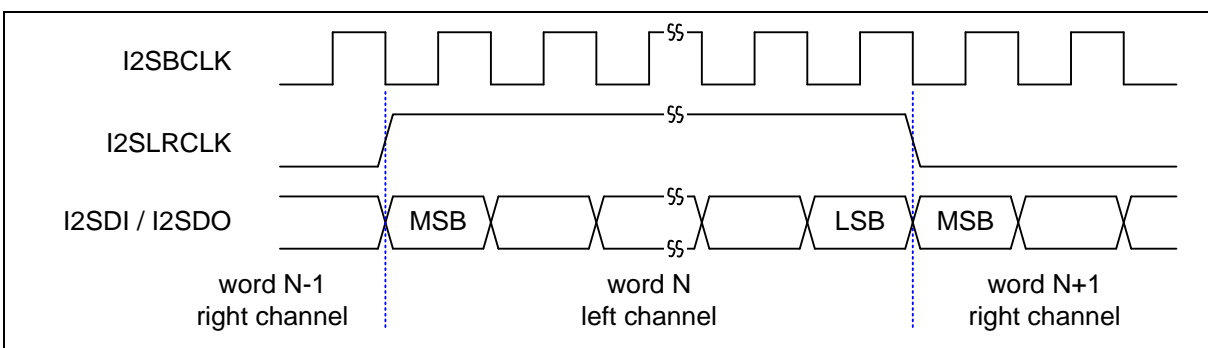 I2SBCLK
I2SLRCLK
I2SDI / I2SDO
MSB
LSB
MSB
word N-1
right channel
word N
left channel
word N+1
right channel